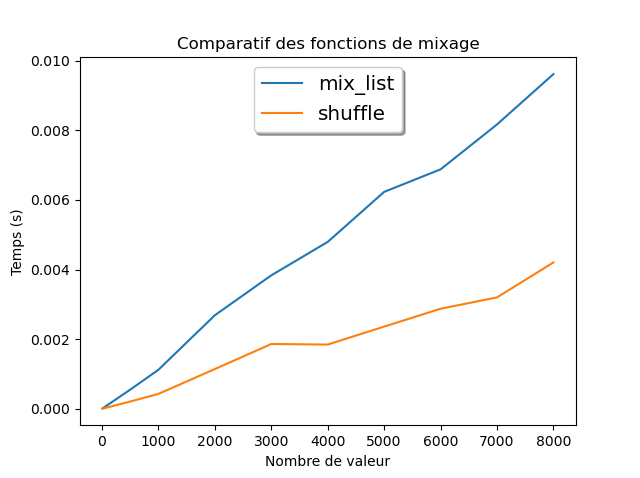 Comparatif des fonctions de mixage
mix_list
shuffle
0.010
0.008
0.006
0.004
0.002
0.000
Temps (s)
0 1000 2000 3000 4000 5000 6000 7000 8000
Nombre de valeur